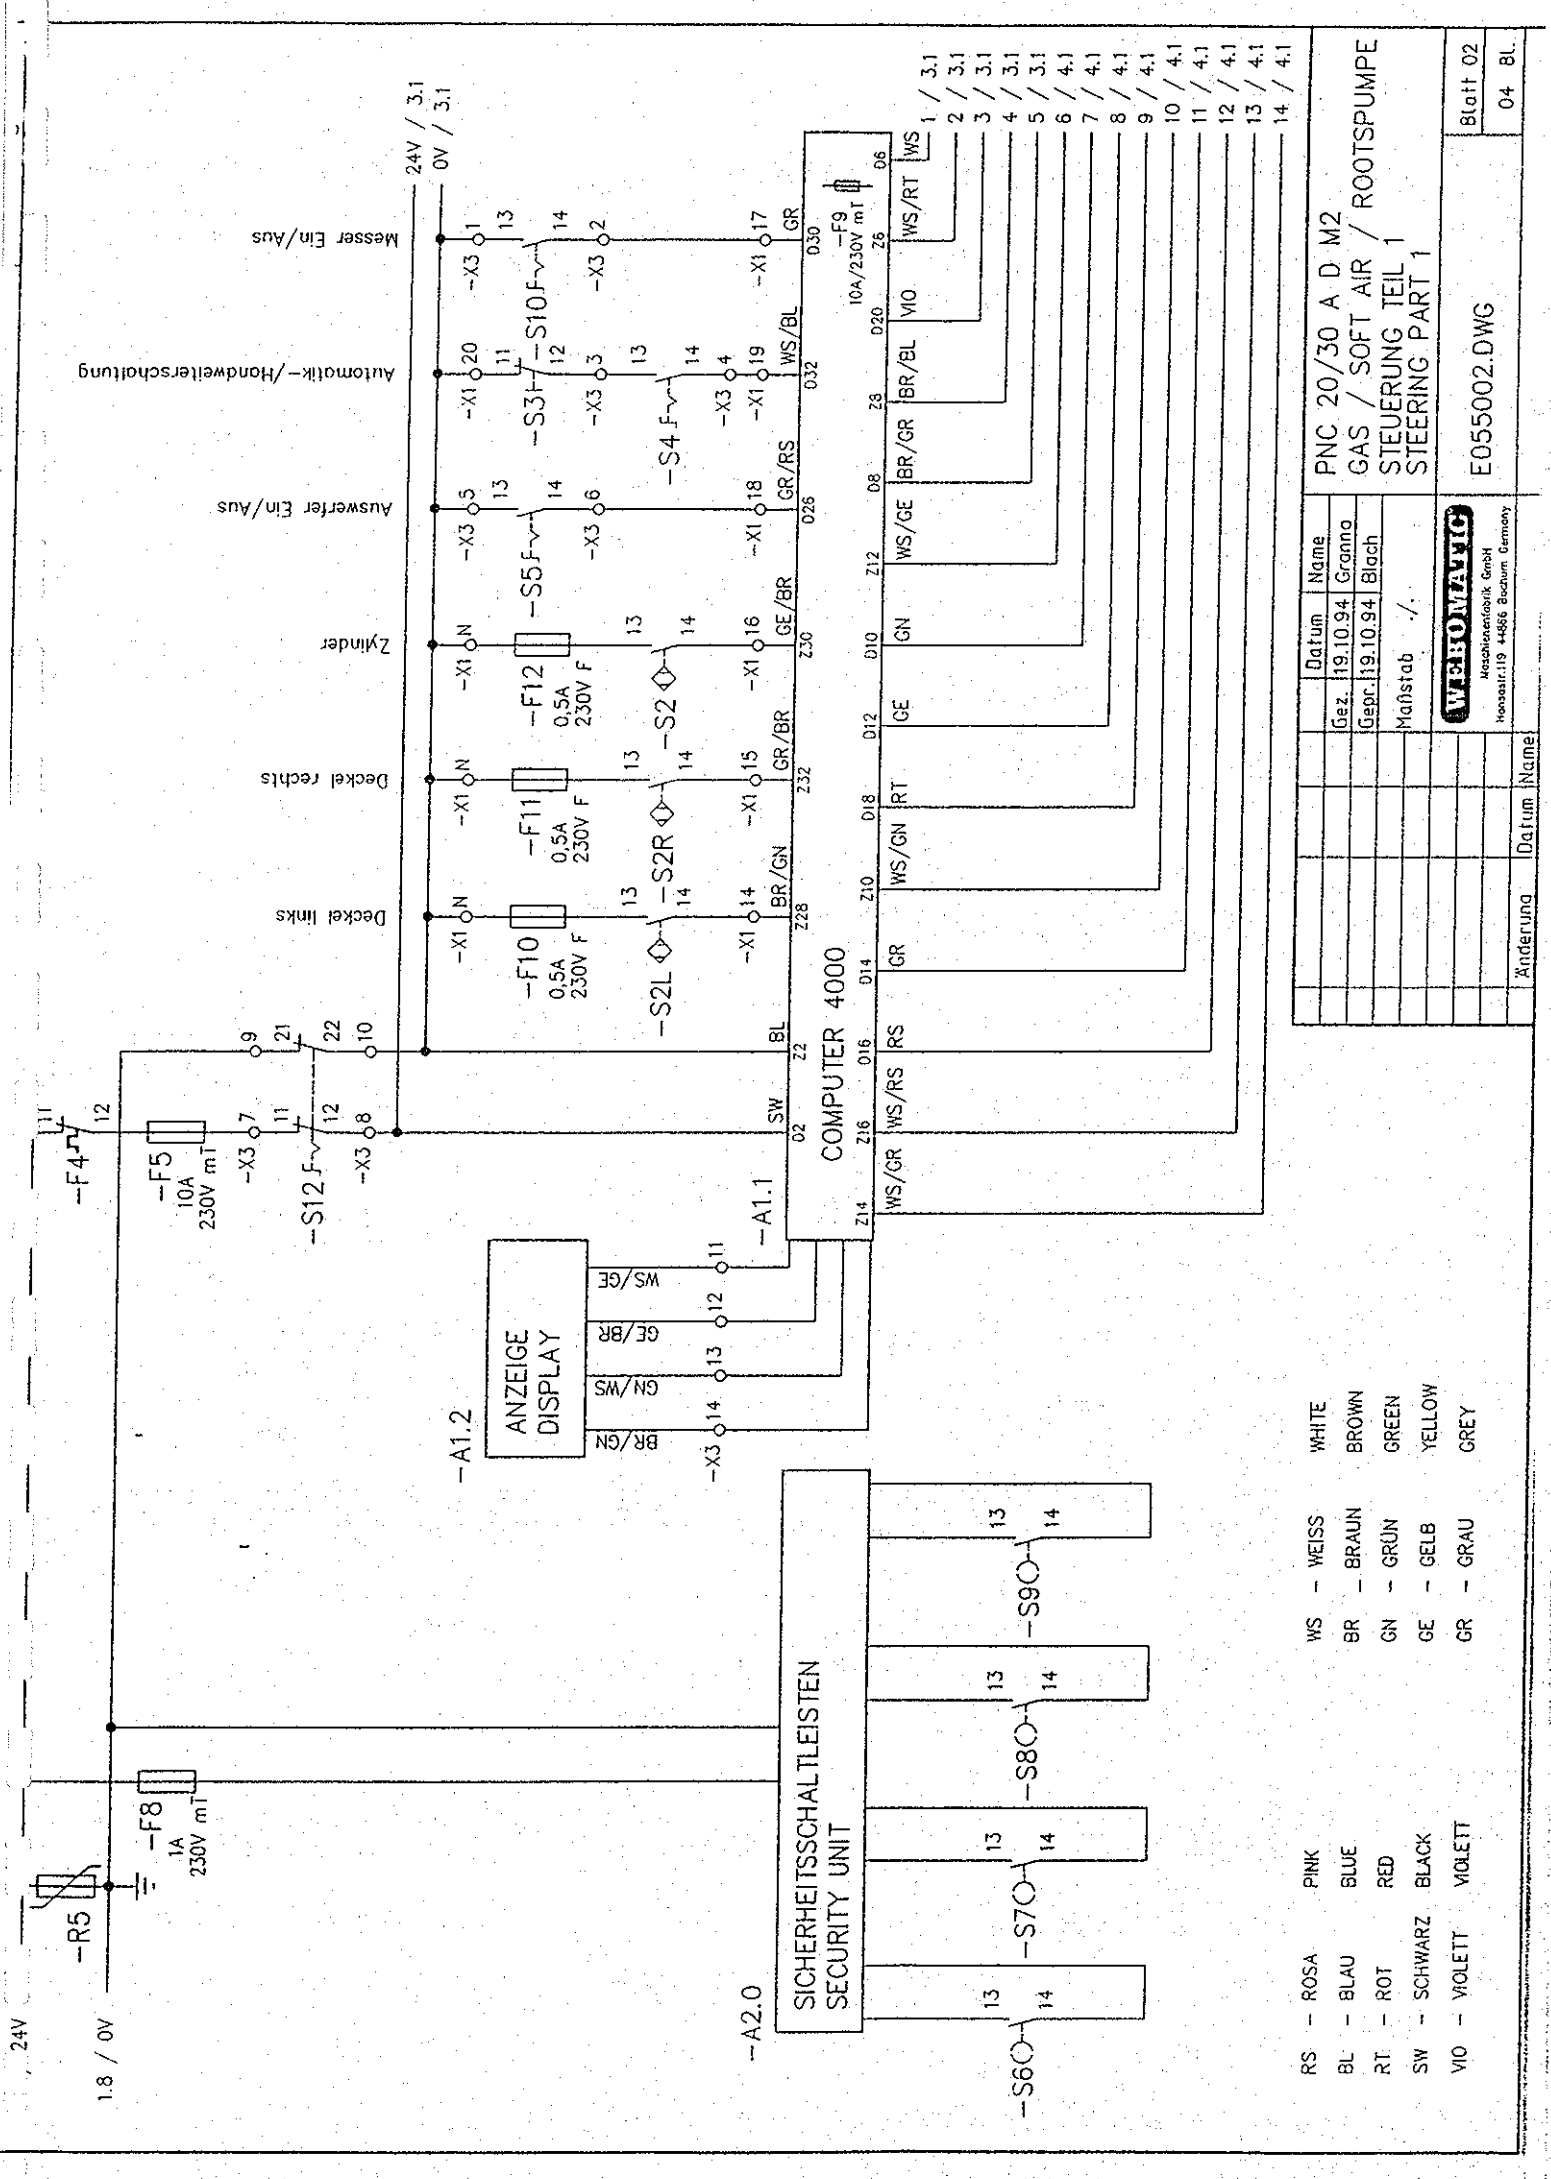 24V
1.8 / 0V
-R5
-F8
1A
230V mT
-F4
11
12
-F5
10A
230V mT
-X3
7
9
-S12
11
12
21
22
-X3
8
10
24V / 3.1
0V / 3.1
Deckel links
Deckel rechts
Zylinder
Auswerfer Ein/Aus
Automatik-/Handweiterschaltung
Messer Ein/Aus
-X1
N
-F10
0,5A
230V F
-S2L
13
14
-X1
14
BR/GN
Z28
-X1
N
-F11
0,5A
230V F
-S2R
13
14
-X1
15
GR/BR
Z32
-X1
N
-F12
0,5A
230V F
-S2
13
14
-X1
16
GE/BR
Z30
-X3
5
-S5
13
14
-X3
6
-X1
18
GR/RS
D26
-X1
20
-S3
11
12
-X3
3
-S4
13
14
-X3
4
-X1
19
WS/BL
D32
-X3
1
-S10
13
14
-X3
2
-X1
17
GR
D30
SW
D2
BL
Z2
-A1.2
ANZEIGE
DISPLAY
BR/GN
GN/WS
GE/BR
WS/GE
-X3
14
13
12
11
-A1.1
COMPUTER 4000
-F9
10A/230V mT
Z14
Z16
D16
D14
Z10
D18
D12
D10
Z12
D8
Z8
D20
Z6
D6
WS/GR
WS/RS
RS
GR
WS/GN
RT
GE
GN
WS/GE
BR/GR
BR/BL
VIO
WS/RT
WS
1 / 3.1
2 / 3.1
3 / 3.1
4 / 3.1
5 / 3.1
6 / 4.1
7 / 4.1
8 / 4.1
9 / 4.1
10 / 4.1
11 / 4.1
12 / 4.1
13 / 4.1
14 / 4.1
-A2.0
SICHERHEITSSCHALTLEISTEN
SECURITY UNIT
-S6
13
14
-S7
13
14
-S8
13
14
-S9
13
14
RS - ROSA PINK
BL - BLAU BLUE
RT - ROT RED
SW - SCHWARZ BLACK
VIO - VIOLETT VIOLETT
WS - WEISS WHITE
BR - BRAUN BROWN
GN - GRÜN GREEN
GE - GELB YELLOW
GR - GRAU GREY
Änderung
Datum
Name
Datum
Name
Gez.
19.10.94
Granna
Gepr.
19.10.94
Blach
Maßstab ./.
WEBOMATIC
Maschinenfabrik GmbH
Hansastr.119 44866 Bochum Germany
PNC 20/30 A D M2
GAS / SOFT AIR / ROOTSPUMPE
STEUERUNG TEIL 1
STEERING PART 1
E055002.DWG
Blatt 02
04 Bl.